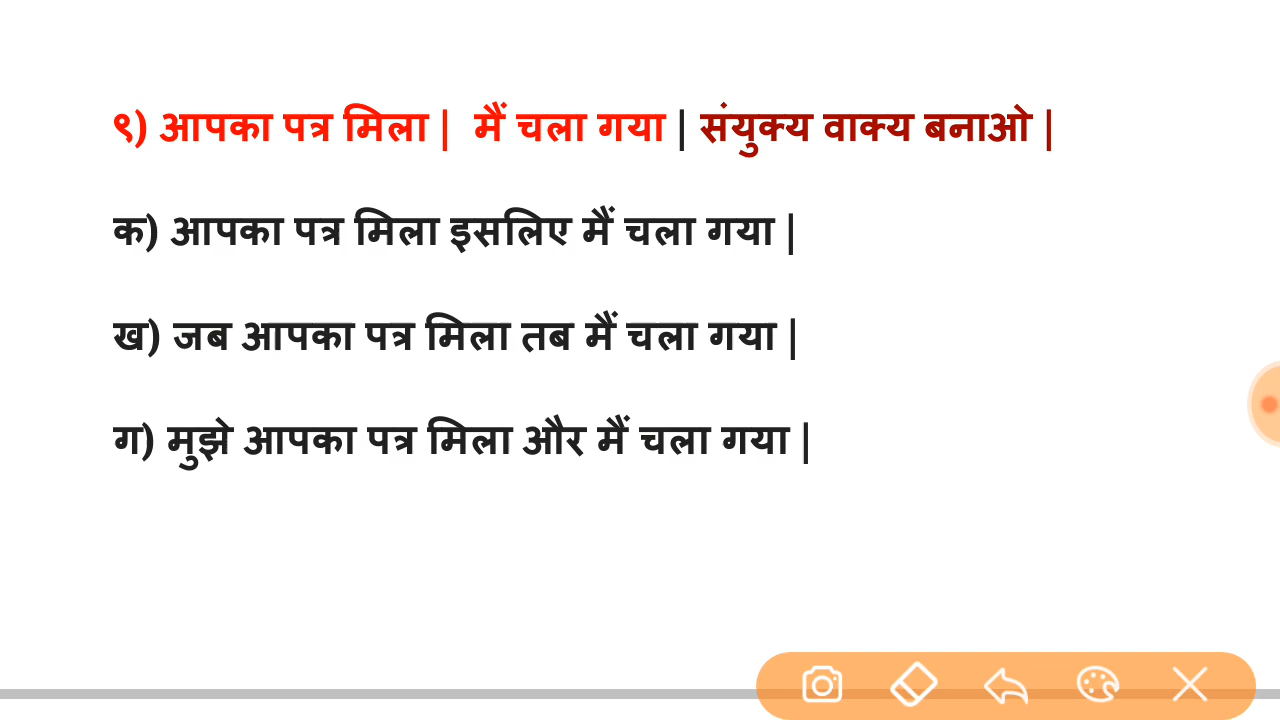 ९) आपका पत्र मिला | मैं चला गया | संयुक्य वाक्य बनाओ |
क) आपका पत्र मिला इसलिए मैं चला गया |
ख) जब आपका पत्र मिला तब मैं चला गया |
ग) मुझे आपका पत्र मिला और मैं चला गया |